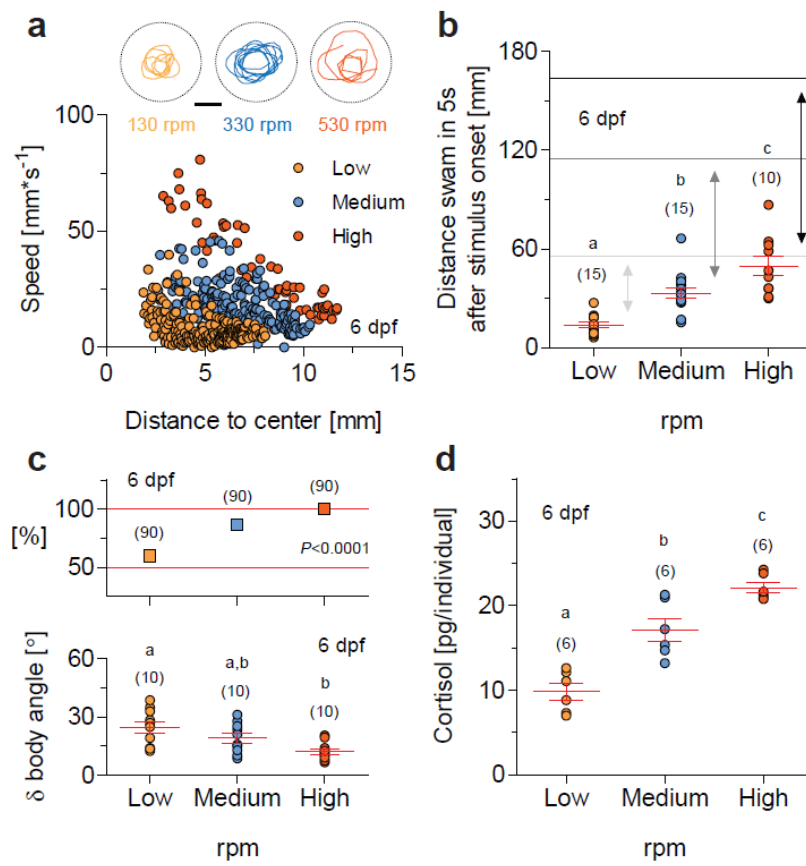 a
130 rpm 330 rpm 530 rpm
Speed [mm*s⁻¹]
100
50
0
Low
Medium
High
6 dpf
0 5 10 15
Distance to center [mm]
b
Distance swam in 5s
after stimulus onset [mm]
180
120
60
0
6 dpf
a
(15)
b
(15)
c
(10)
Low Medium High
rpm
c
[%]
100
50
6 dpf
(90)
(90)
(90)
P<0.0001
δ body angle [°]
60
30
0
6 dpf
a
(10)
a,b
(10)
b
(10)
Low Medium High
rpm
d
Cortisol [pg/individual]
30
20
10
0
6 dpf
a
(6)
b
(6)
c
(6)
Low Medium High
rpm